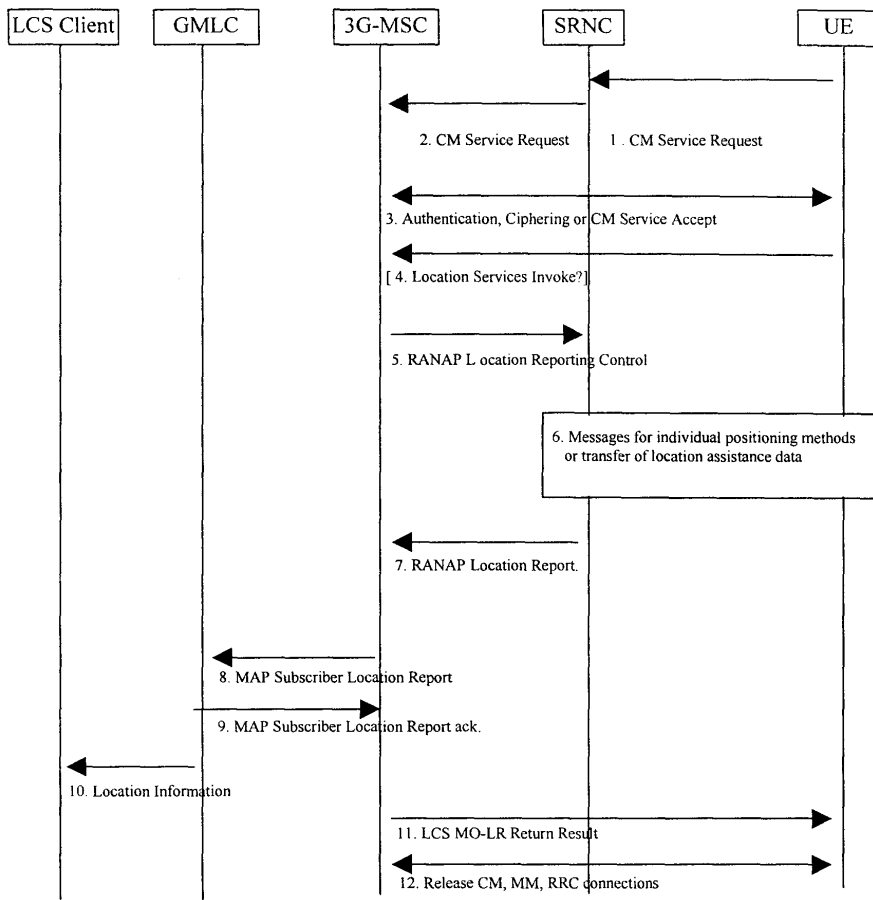 LCS Client GMLC 3G-MSC SRNC UE
2. CM Service Request 1 . CM Service Request
3. Authentication, Ciphering or CM Service Accept
[ 4. Location Services Invoke?]
5. RANAP L ocation Reporting Control
6. Messages for individual positioning methods
or transfer of location assistance data
7. RANAP Location Report.
8. MAP Subscriber Location Report
9. MAP Subscriber Location Report ack.
10. Location Information
11. LCS MO-LR Return Result
12. Release CM, MM, RRC connections